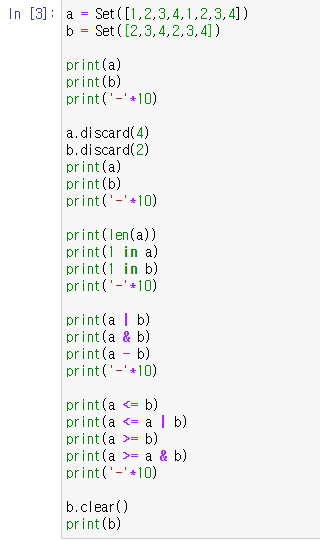 In [3]: a = Set([1,2,3,4,1,2,3,4])
b = Set([2,3,4,2,3,4])
print(a)
print(b)
print('-'*10)
a.discard(4)
b.discard(2)
print(a)
print(b)
print('-'*10)
print(len(a))
print(1 in a)
print(1 in b)
print('-'*10)
print(a | b)
print(a & b)
print(a - b)
print('-'*10)
print(a <= b)
print(a <= a | b)
print(a >= b)
print(a >= a & b)
print('-'*10)
b.clear()
print(b)